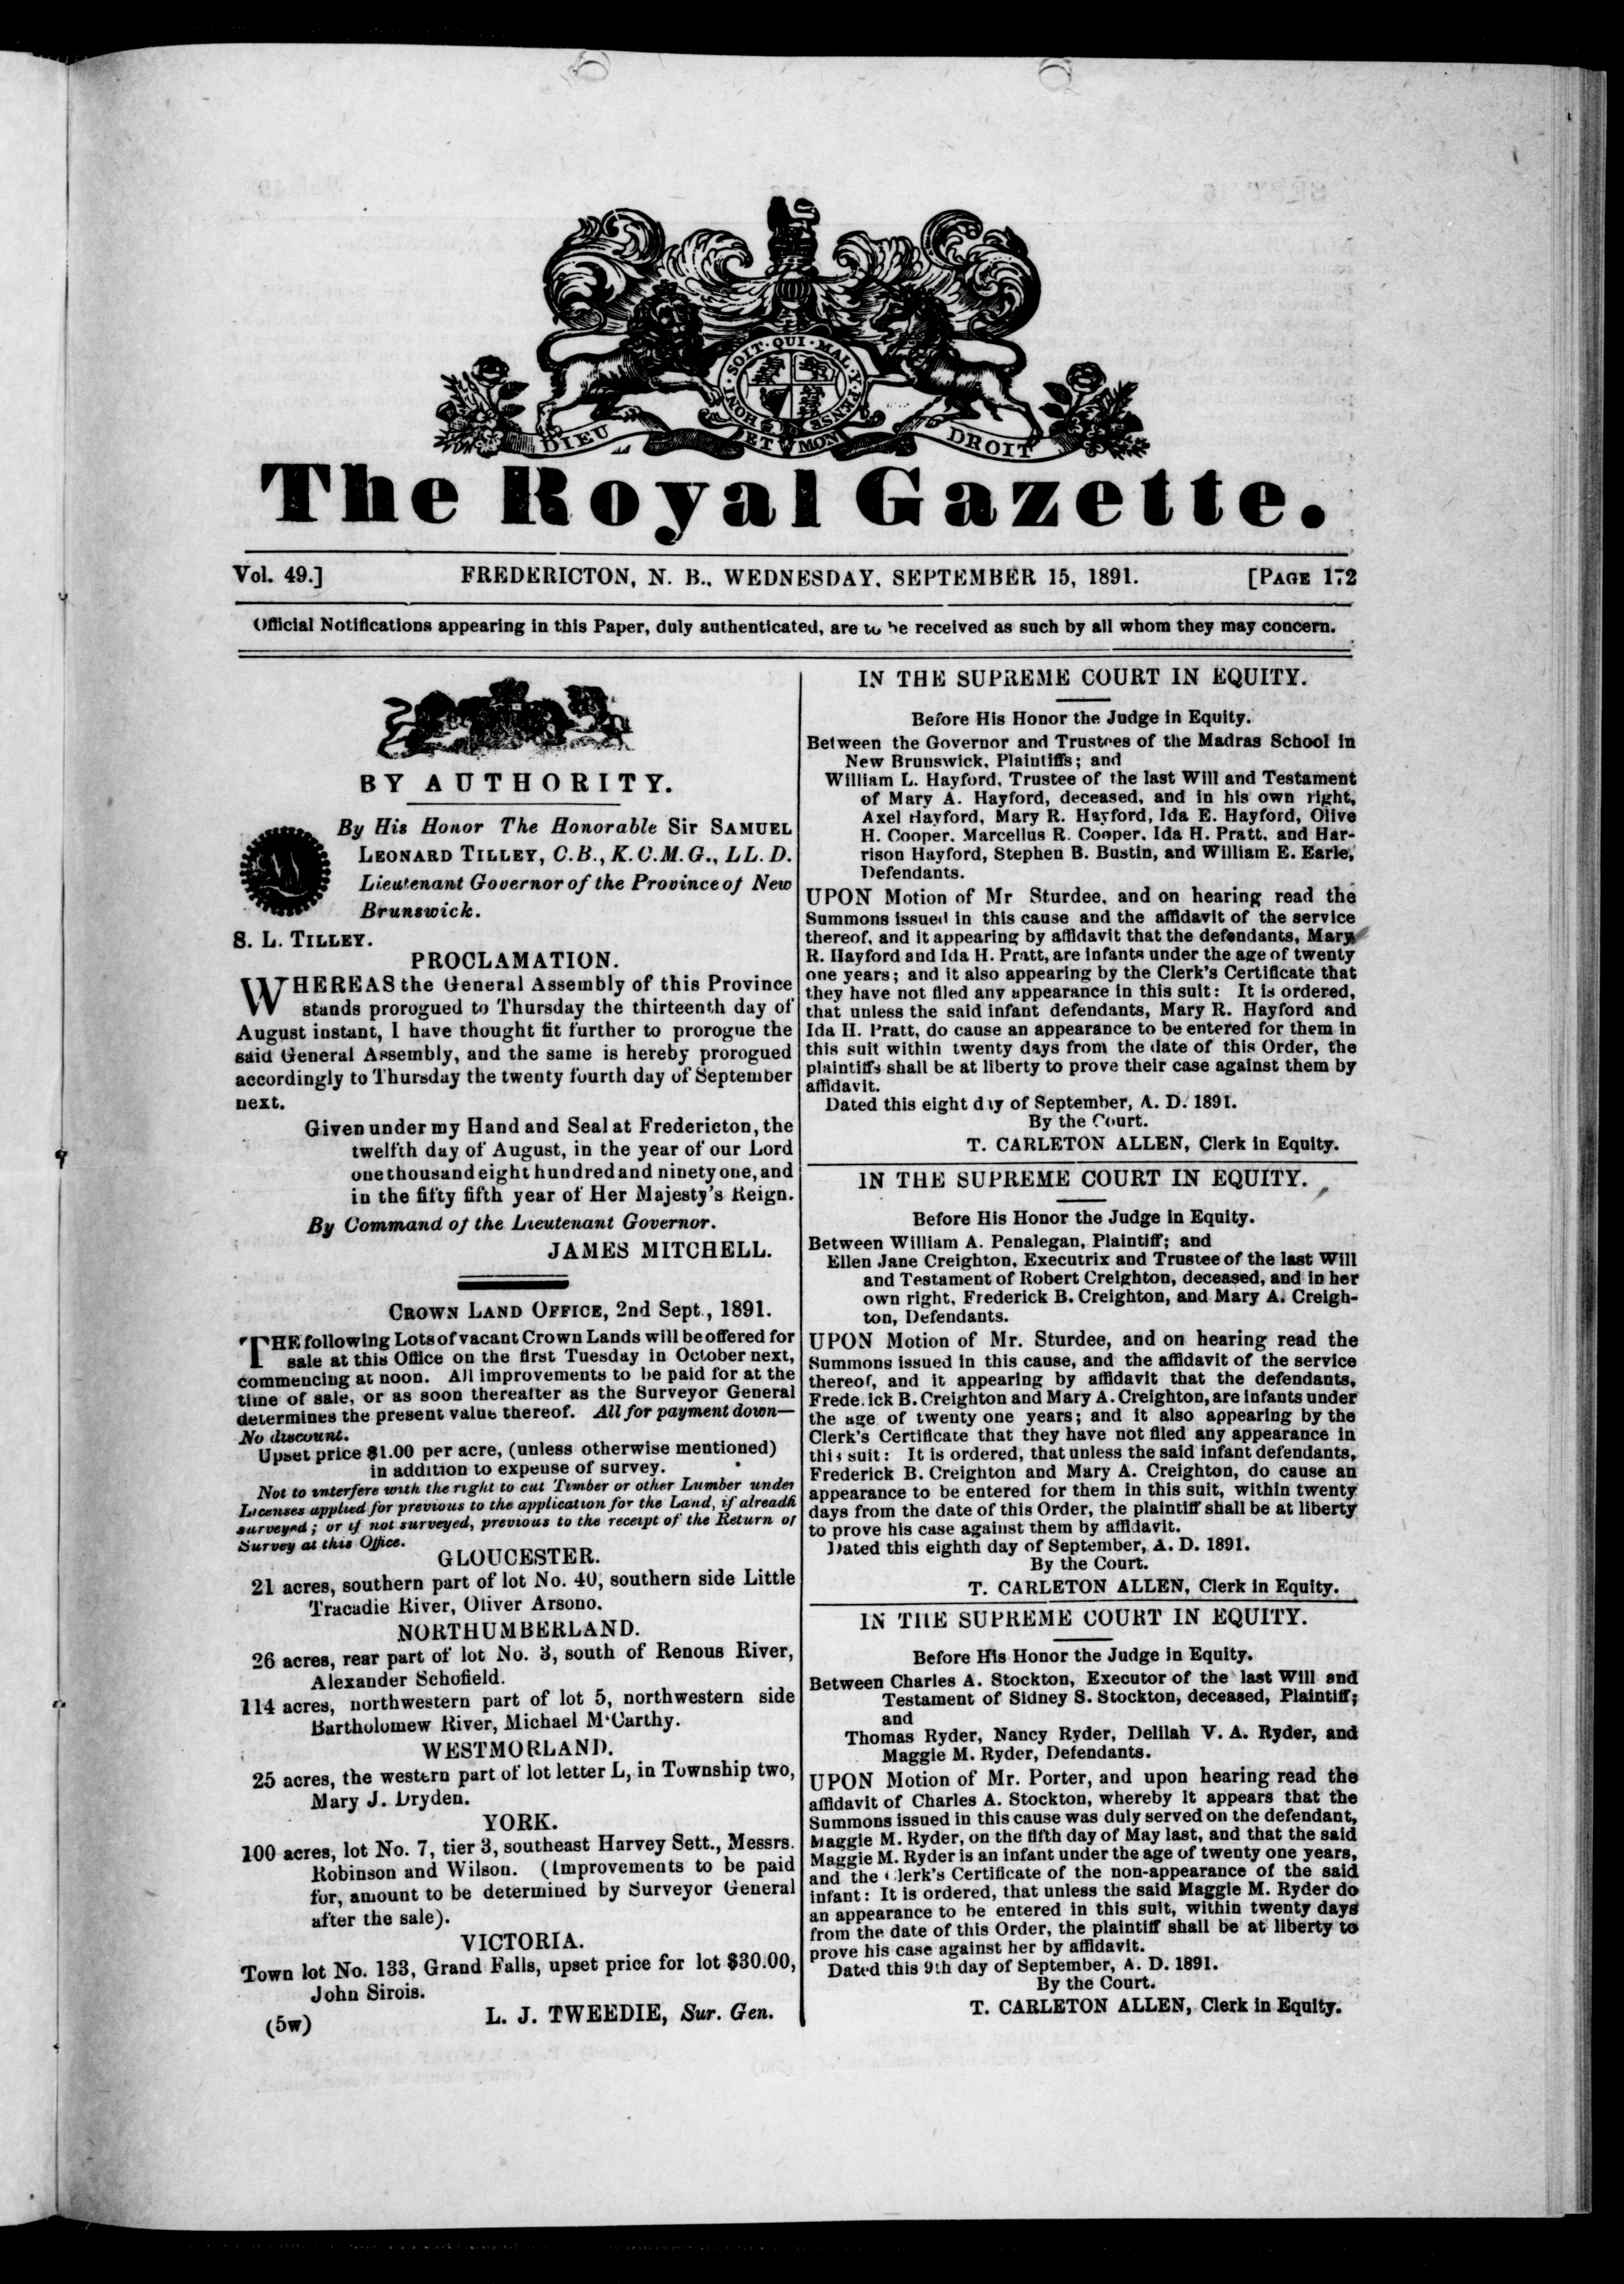 HONI · SOIT · QUI · MAL · Y · PENSE
DIEU ET MON DROIT
The Royal Gazette.
Vol. 49.] FREDERICTON, N. B., WEDNESDAY, SEPTEMBER 15, 1891. [PAGE 172
Official Notifications appearing in this Paper, duly authenticated, are to be received as such by all whom they may concern.
BY AUTHORITY.
By His Honor The Honorable Sir SAMUEL
LEONARD TILLEY, C.B., K.C.M.G., LL.D.
Lieutenant Governor of the Province of New
Brunswick.
S. L. TILLEY.
PROCLAMATION.
WHEREAS the General Assembly of this Province
stands prorogued to Thursday the thirteenth day of
August instant, I have thought fit further to prorogue the
said General Assembly, and the same is hereby prorogued
accordingly to Thursday the twenty fourth day of September
next.
Given under my Hand and Seal at Fredericton, the
twelfth day of August, in the year of our Lord
one thousand eight hundred and ninety one, and
in the fifty fifth year of Her Majesty's Reign.
By Command of the Lieutenant Governor.
JAMES MITCHELL.
CROWN LAND OFFICE, 2nd Sept., 1891.
THE following Lots of vacant Crown Lands will be offered for
sale at this Office on the first Tuesday in October next,
commencing at noon. All improvements to be paid for at the
time of sale, or as soon thereafter as the Surveyor General
determines the present value thereof. All for payment down—
No discount.
Upset price $1.00 per acre, (unless otherwise mentioned)
in addition to expense of survey.
Not to interfere with the right to cut Timber or other Lumber under
Licenses applied for previous to the application for the Land, if alreadh
surveyed; or if not surveyed, previous to the receipt of the Return of
Survey at this Office.
GLOUCESTER.
21 acres, southern part of lot No. 40, southern side Little
Tracadie River, Oliver Arsono.
NORTHUMBERLAND.
26 acres, rear part of lot No. 3, south of Renous River,
Alexander Schofield.
114 acres, northwestern part of lot 5, northwestern side
Bartholomew River, Michael M‘Carthy.
WESTMORLAND.
25 acres, the western part of lot letter L, in Township two,
Mary J. Dryden.
YORK.
100 acres, lot No. 7, tier 3, southeast Harvey Sett., Messrs.
Robinson and Wilson. (Improvements to be paid
for, amount to be determined by Surveyor General
after the sale).
VICTORIA.
Town lot No. 133, Grand Falls, upset price for lot $30.00,
John Sirois.
(5w) L. J. TWEEDIE, Sur. Gen.
IN THE SUPREME COURT IN EQUITY.
Before His Honor the Judge in Equity.
Between the Governor and Trustees of the Madras School in
New Brunswick, Plaintiffs; and
William L. Hayford, Trustee of the last Will and Testament
of Mary A. Hayford, deceased, and in his own right,
Axel Hayford, Mary R. Hayford, Ida E. Hayford, Olive
H. Cooper, Marcellus R. Cooper, Ida H. Pratt, and Har-
rison Hayford, Stephen B. Bustin, and William E. Earle,
Defendants.
UPON Motion of Mr Sturdee, and on hearing read the
Summons issued in this cause and the affidavit of the service
thereof, and it appearing by affidavit that the defendants, Mary
R. Hayford and Ida H. Pratt, are infants under the age of twenty
one years; and it also appearing by the Clerk's Certificate that
they have not filed any appearance in this suit: It is ordered,
that unless the said infant defendants, Mary R. Hayford and
Ida H. Pratt, do cause an appearance to be entered for them in
this suit within twenty days from the date of this Order, the
plaintiffs shall be at liberty to prove their case against them by
affidavit.
Dated this eight day of September, A. D. 1891.
By the Court.
T. CARLETON ALLEN, Clerk in Equity.
IN THE SUPREME COURT IN EQUITY.
Before His Honor the Judge in Equity.
Between William A. Penalegan, Plaintiff; and
Ellen Jane Creighton, Executrix and Trustee of the last Will
and Testament of Robert Creighton, deceased, and in her
own right, Frederick B. Creighton, and Mary A. Creigh-
ton, Defendants.
UPON Motion of Mr. Sturdee, and on hearing read the
Summons issued in this cause, and the affidavit of the service
thereof, and it appearing by affidavit that the defendants,
Frederick B. Creighton and Mary A. Creighton, are infants under
the age of twenty one years; and it also appearing by the
Clerk's Certificate that they have not filed any appearance in
this suit: It is ordered, that unless the said infant defendants,
Frederick B. Creighton and Mary A. Creighton, do cause an
appearance to be entered for them in this suit, within twenty
days from the date of this Order, the plaintiff shall be at liberty
to prove his case against them by affidavit.
Dated this eighth day of September, A. D. 1891.
By the Court.
T. CARLETON ALLEN, Clerk in Equity.
IN THE SUPREME COURT IN EQUITY.
Before His Honor the Judge in Equity.
Between Charles A. Stockton, Executor of the last Will and
Testament of Sidney S. Stockton, deceased, Plaintiff;
and
Thomas Ryder, Nancy Ryder, Delilah V. A. Ryder, and
Maggie M. Ryder, Defendants.
UPON Motion of Mr. Porter, and upon hearing read the
affidavit of Charles A. Stockton, whereby it appears that the
Summons issued in this cause was duly served on the defendant,
Maggie M. Ryder, on the fifth day of May last, and that the said
Maggie M. Ryder is an infant under the age of twenty one years,
and the Clerk's Certificate of the non-appearance of the said
infant: It is ordered, that unless the said Maggie M. Ryder do
an appearance to be entered in this suit, within twenty days
from the date of this Order, the plaintiff shall be at liberty to
prove his case against her by affidavit.
Dated this 9th day of September, A. D. 1891.
By the Court.
T. CARLETON ALLEN, Clerk in Equity.